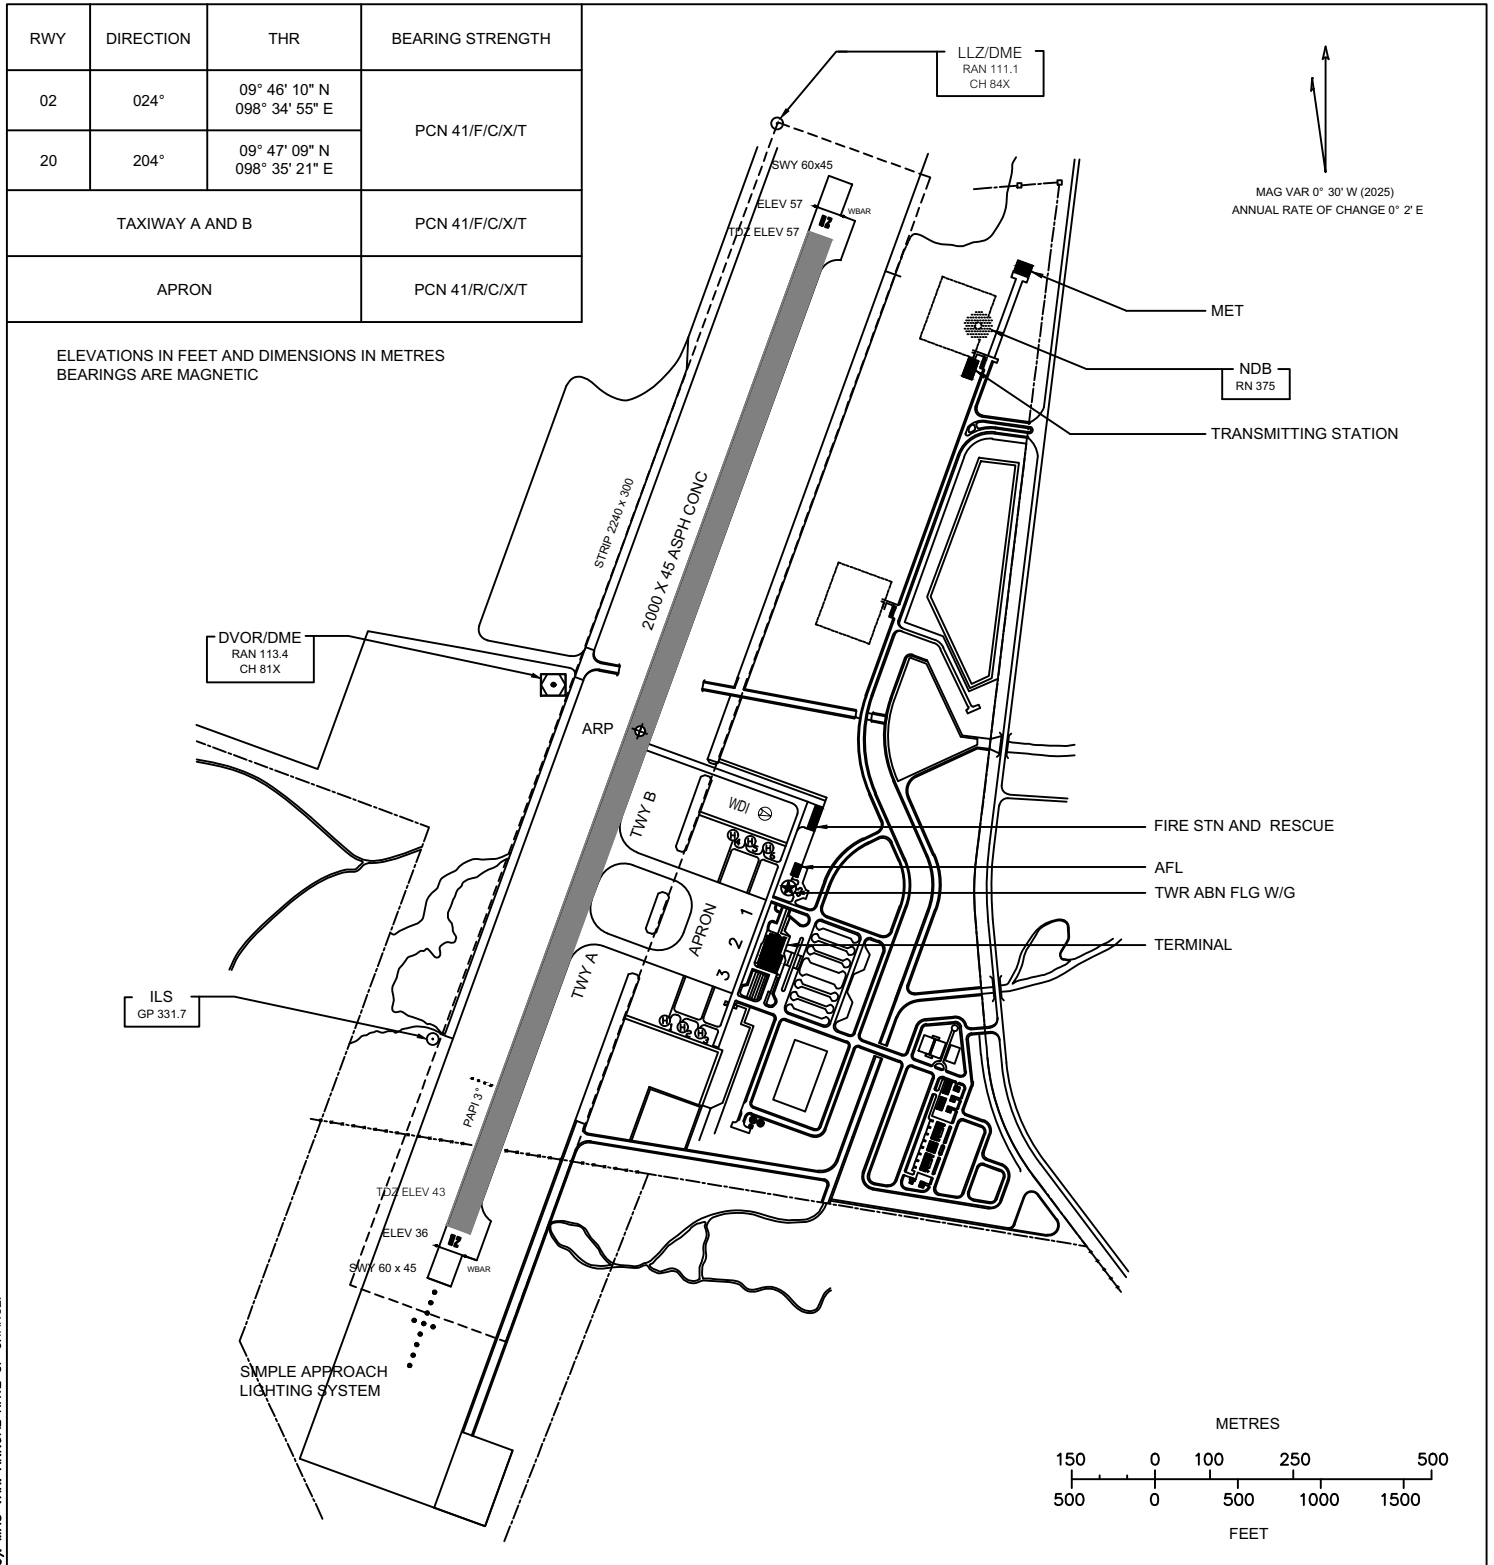 RWY DIRECTION THR BEARING STRENGTH
02 024° 09° 46' 10" N
098° 34' 55" E
PCN 41/F/C/X/T
20 204° 09° 47' 09" N
098° 35' 21" E
TAXIWAY A AND B PCN 41/F/C/X/T
APRON PCN 41/R/C/X/T
ELEVATIONS IN FEET AND DIMENSIONS IN METRES
BEARINGS ARE MAGNETIC
LLZ/DME
RAN 111.1
CH 84X
MAG VAR 0° 30' W (2025)
ANNUAL RATE OF CHANGE 0° 2' E
SWY 60x45
ELEV 57
WBAR
TDZ ELEV 57
MET
NDB
RN 375
TRANSMITTING STATION
STRIP 2240 x 300
2000 X 45 ASPH CONC
DVOR/DME
RAN 113.4
CH 81X
ARP
TWY B
WDI
H4
H5
H6
FIRE STN AND RESCUE
AFL
TWR ABN FLG W/G
TERMINAL
APRON
1
2
3
TWY A
H1
H2
H3
ILS
GP 331.7
PAPI 3°
TDZ ELEV 43
ELEV 36
SWY 60 x 45
WBAR
SIMPLE APPROACH
LIGHTING SYSTEM
METRES
150 0 100 250 500
500 0 500 1000 1500
FEET